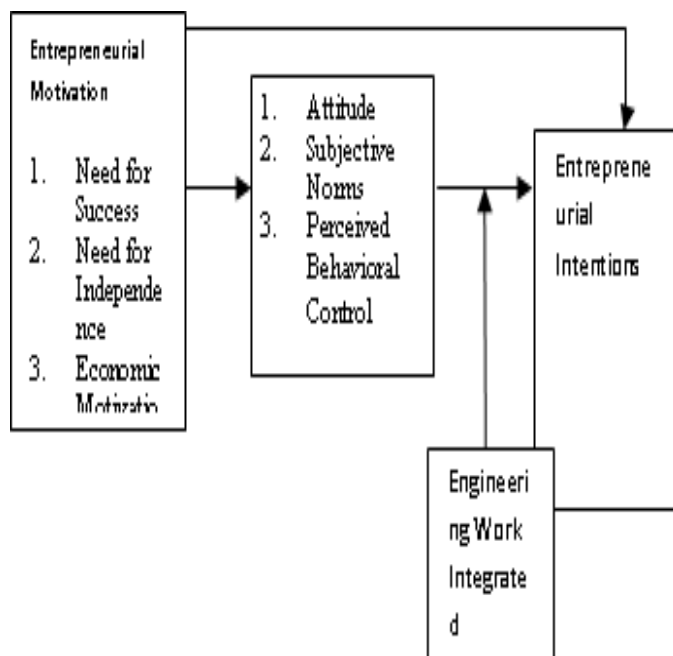 Entrepreneurial
Motivation
1. Need for
Success
2. Need for
Independe
nce
3. Economic
Motivatio
1. Attitude
2. Subjective
Norms
3. Perceived
Behavioral
Control
Entreprene
urial
Intentions
Engineeri
ng Work
Integrate
d